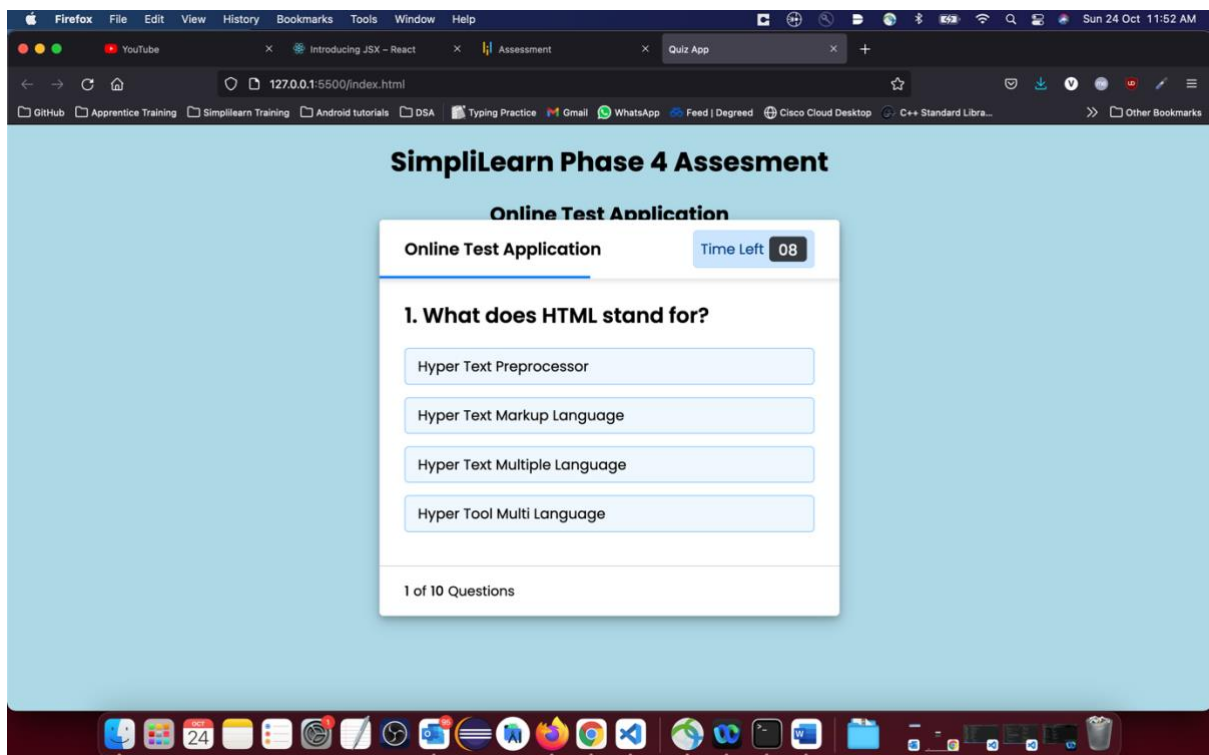 Firefox File Edit View History Bookmarks Tools Window Help Sun 24 Oct 11:52 AM
YouTube Introducing JSX – React Assessment Quiz App
127.0.0.1:5500/index.html
GitHub Apprentice Training Simplilearn Training Android tutorials DSA Typing Practice Gmail WhatsApp Feed | Degreed Cisco Cloud Desktop C++ Standard Libra... Other Bookmarks
SimpliLearn Phase 4 Assesment
Online Test Application
Online Test Application Time Left 08
1. What does HTML stand for?
Hyper Text Preprocessor
Hyper Text Markup Language
Hyper Text Multiple Language
Hyper Tool Multi Language
1 of 10 Questions
OCT
24